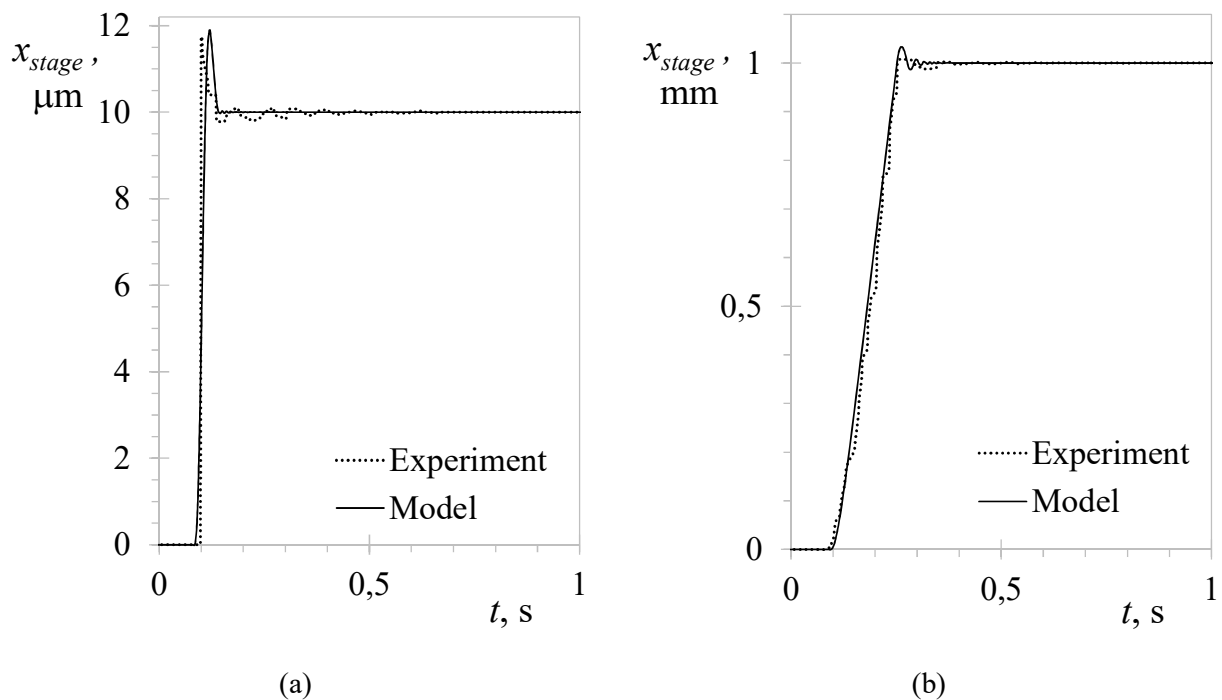 x_stage ,
μm
12
10
8
6
4
2
0
Experiment
Model
0
0,5
1
t, s
(a)
x_stage ,
mm
1
0,5
0
Experiment
Model
0
0,5
1
t, s
(b)